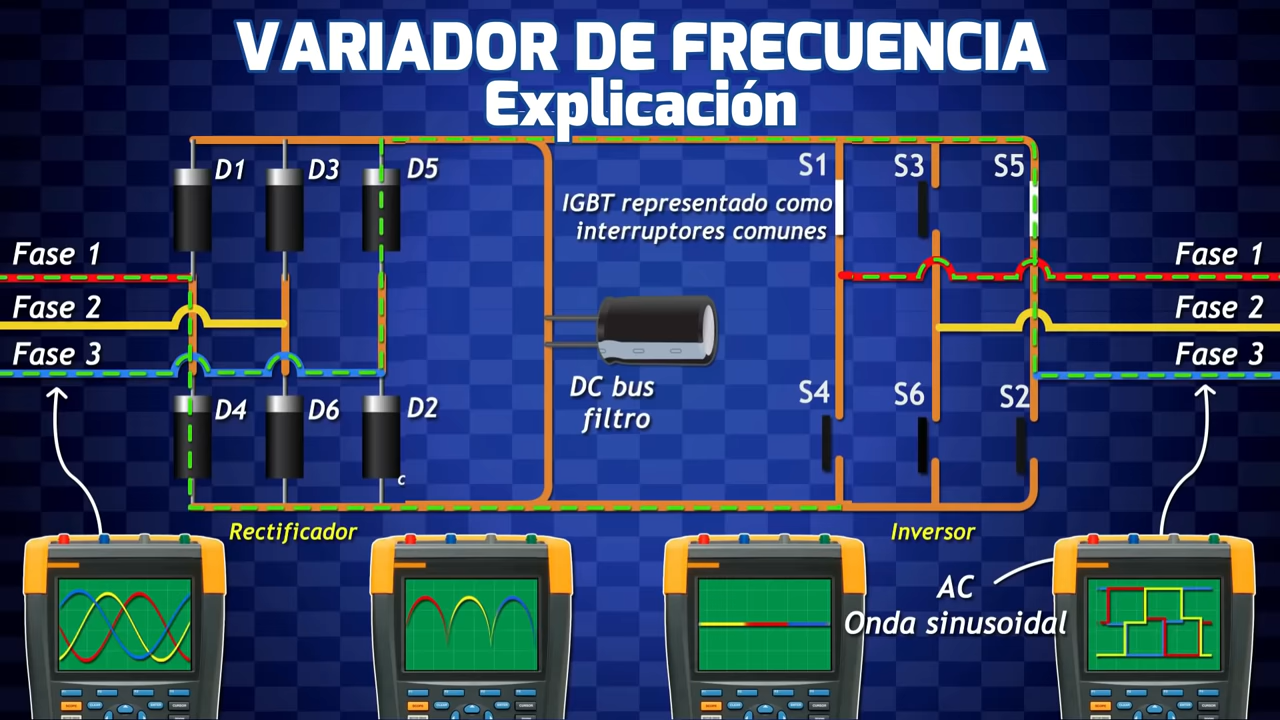 VARIADOR DE FRECUENCIA
Explicación
D1
D3
D5
S1
S3
S5
IGBT representado como
interruptores comunes
Fase 1
Fase 2
Fase 3
Fase 1
Fase 2
Fase 3
DC bus
filtro
D4
D6
D2
S4
S6
S2
c
Rectificador
Inversor
AC
Onda sinusoidal